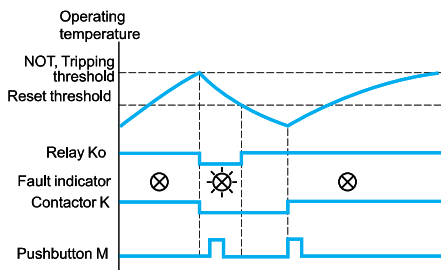 Operating
temperature
NOT, Tripping
threshold
Reset threshold
Relay Ko
Fault indicator
Contactor K
Pushbutton M